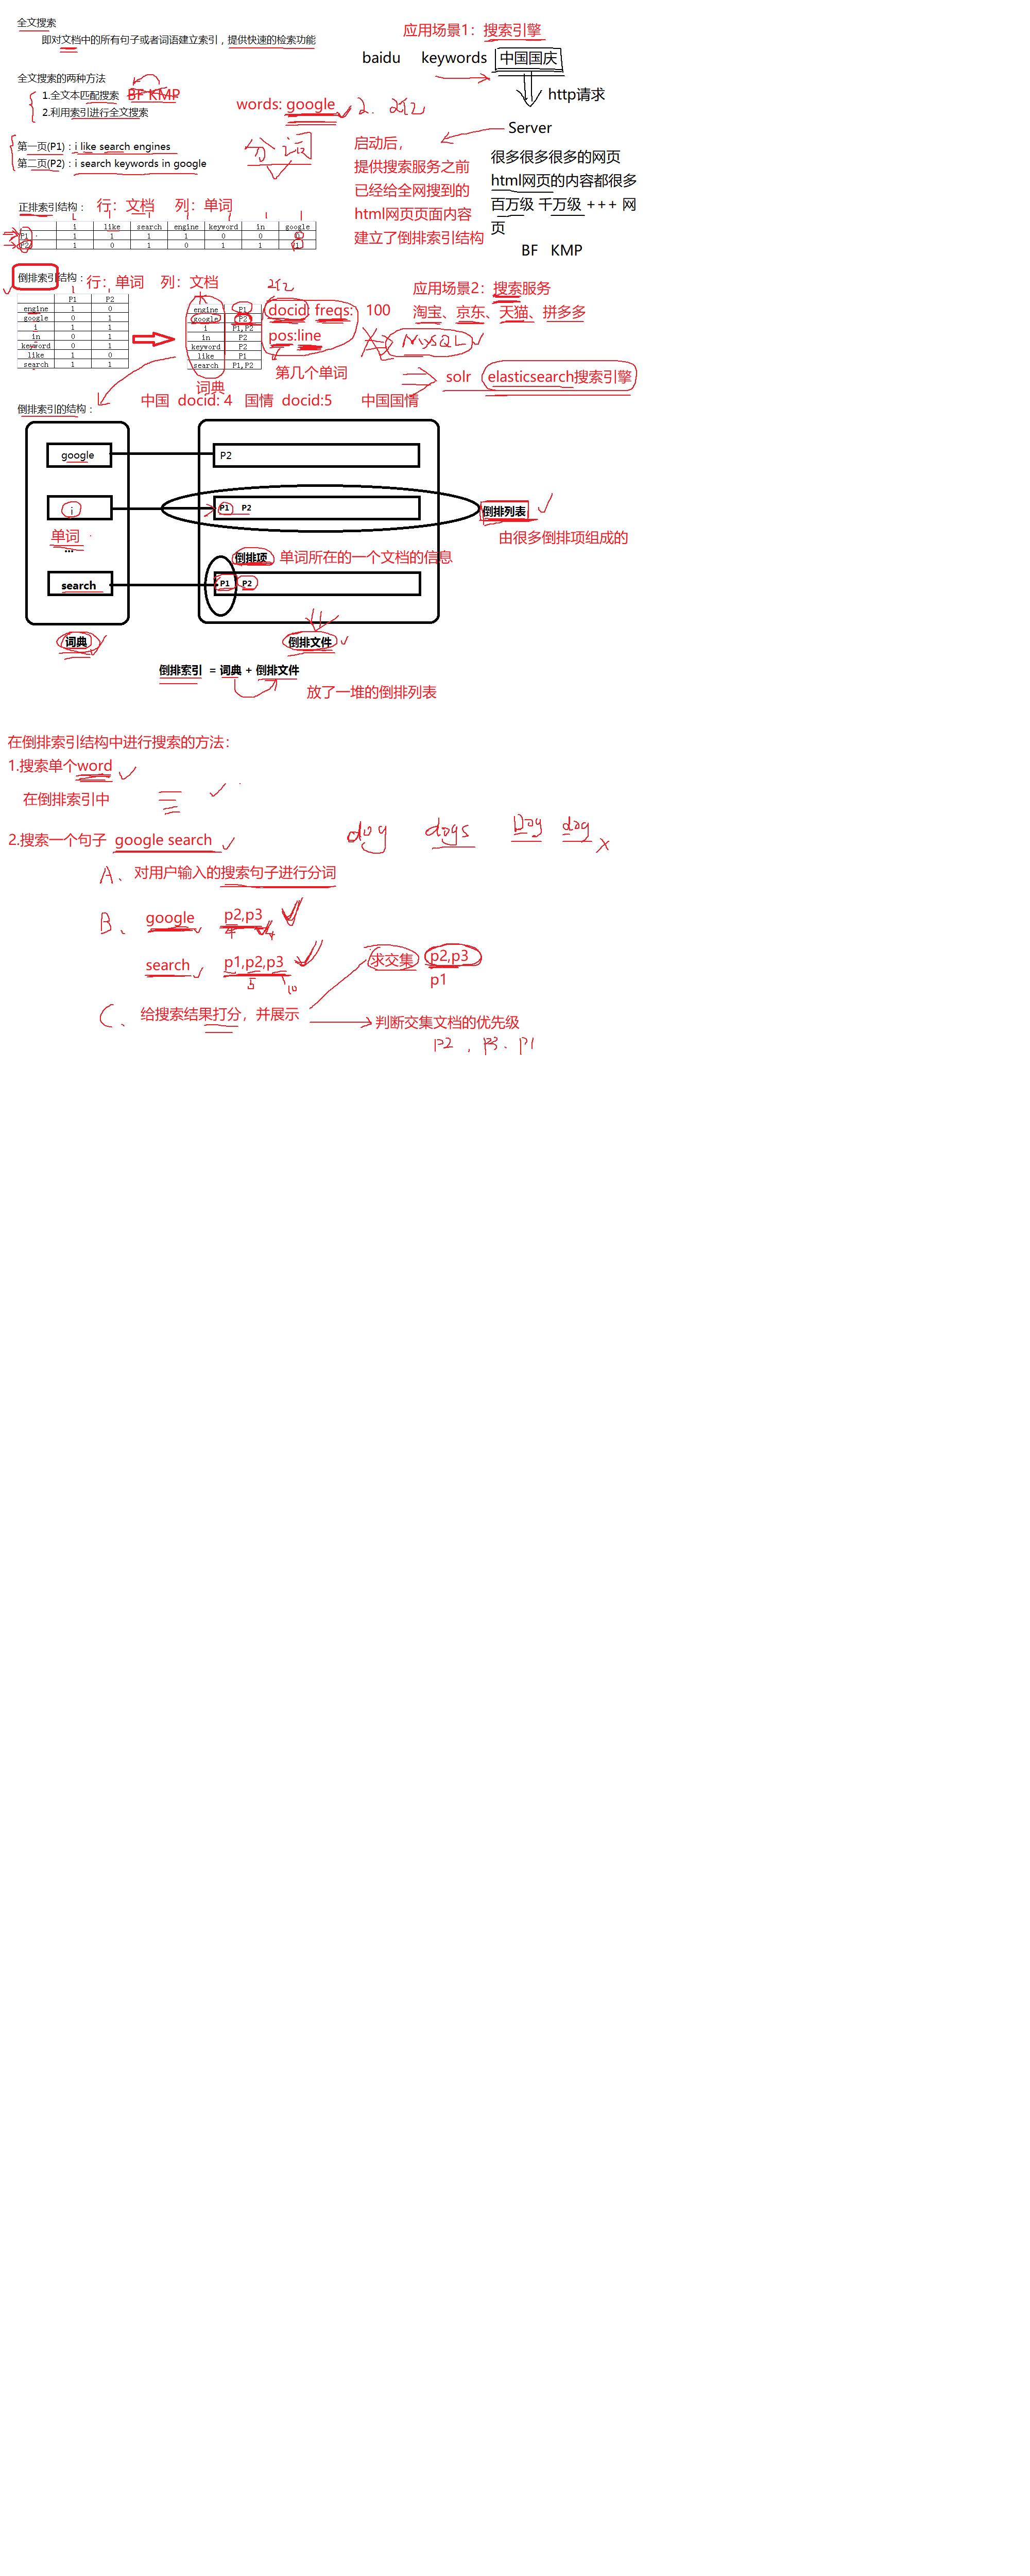 全文搜索
即对文档中的所有句子或者词语建立索引，提供快速的检索功能
应用场景1：搜索引擎
baidu keywords 中国国庆
http请求
全文搜索的两种方法
1.全文本匹配搜索 BF KMP
2.利用索引进行全文搜索
words: google 2. 2亿
Server
分词
启动后，
提供搜索服务之前
已经给全网搜到的
html网页页面内容
建立了倒排索引结构
很多很多很多的网页
html网页的内容都很多
百万级 千万级 +++ 网
页
BF KMP
第一页(P1)：i like search engines
第二页(P2)：i search keywords in google
正排索引结构： 行：文档 列：单词
i like search engine keyword in google
P1 1 1 1 1 0 0 0
P2 1 0 1 0 1 1 1
倒排索引结构： 行：单词 列：文档
P1 P2
engine 1 0
google 0 1
i 1 1
in 0 1
keyword 0 1
like 1 0
search 1 1
engine P1
google P2
i P1,P2
in P2
keyword P2
like P1
search P1,P2
词典
2亿
docid: freqs: 100
pos:line
第几个单词
应用场景2：搜索服务
淘宝、京东、天猫、拼多多
MySQL
solr elasticsearch搜索引擎
中国 docid: 4 国情 docid:5 中国国情
倒排索引的结构：
google P2
i P1 P2
单词
...
倒排列表
由很多倒排项组成的
倒排项 单词所在的一个文档的信息
search P1 P2
词典 倒排文件
倒排索引 = 词典 + 倒排文件
放了一堆的倒排列表
在倒排索引结构中进行搜索的方法：
1.搜索单个word
在倒排索引中
2.搜索一个句子 google search
dog dogs Dog dog
A、对用户输入的搜索句子进行分词
B、google p2,p3
4
search p1,p2,p3
5 10
求交集 p2,p3
p1
C、给搜索结果打分，并展示
判断交集文档的优先级
P2 , P3 . P1